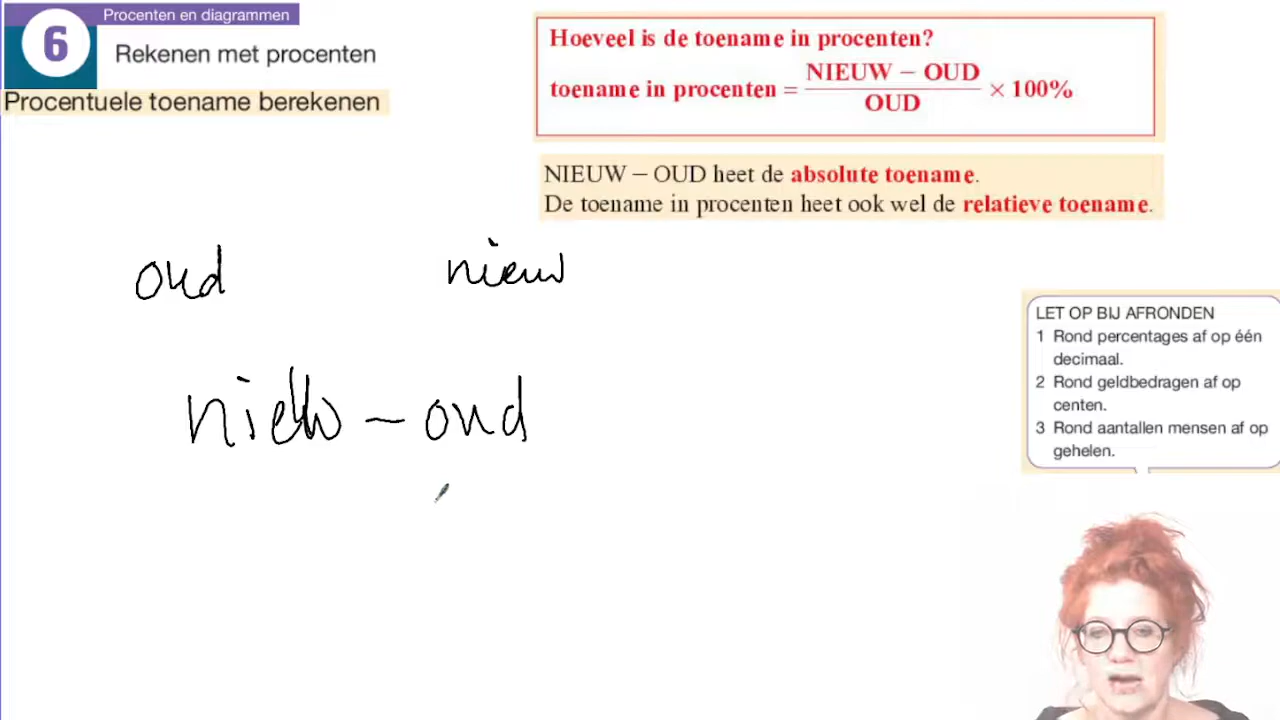 Procenten en diagrammen
6
Rekenen met procenten
Procentuele toename berekenen
Hoeveel is de toename in procenten?
toename in procenten = NIEUW – OUD / OUD × 100%
NIEUW – OUD heet de absolute toename.
De toename in procenten heet ook wel de relatieve toename.
oud nieuw
nieuw – oud
LET OP BIJ AFRONDEN
1 Rond percentages af op één
decimaal.
2 Rond geldbedragen af op
centen.
3 Rond aantallen mensen af op
gehelen.